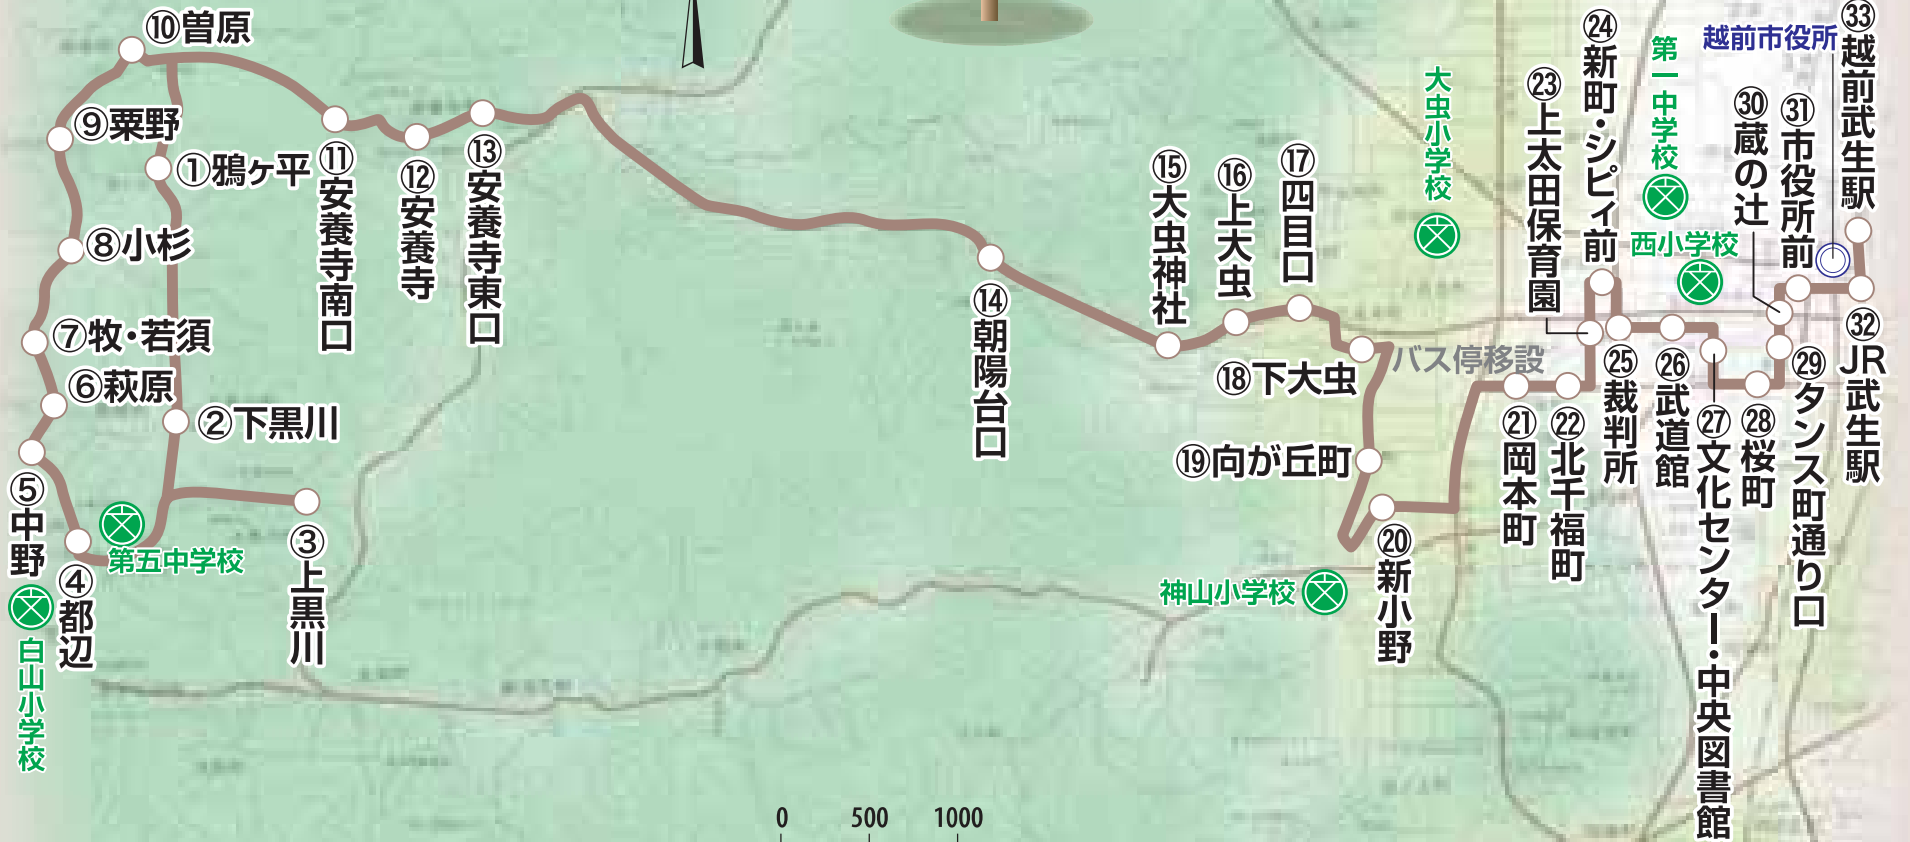 ①鴉ヶ平
②下黒川
③上黒川
④都辺
⑤中野
⑥萩原
⑦牧・若須
⑧小杉
⑨粟野
⑩曽原
⑪安養寺南口
⑫安養寺
⑬安養寺東口
⑭朝陽台口
⑮大虫神社
⑯上大虫
⑰四目口
⑱下大虫
⑲向が丘町
⑳新小野
㉑岡本町
㉒北千福町
㉓上太田保育園
㉔新町・シピィ前
㉕裁判所
㉖武道館
㉗文化センター・中央図書館
㉘桜町
㉙タンス町通り口
㉚蔵の辻
㉛市役所前
㉜JR武生駅
㉝越前武生駅
越前市役所
バス停移設
第一中学校
西小学校
大虫小学校
神山小学校
第五中学校
白山小学校
0 500 1000